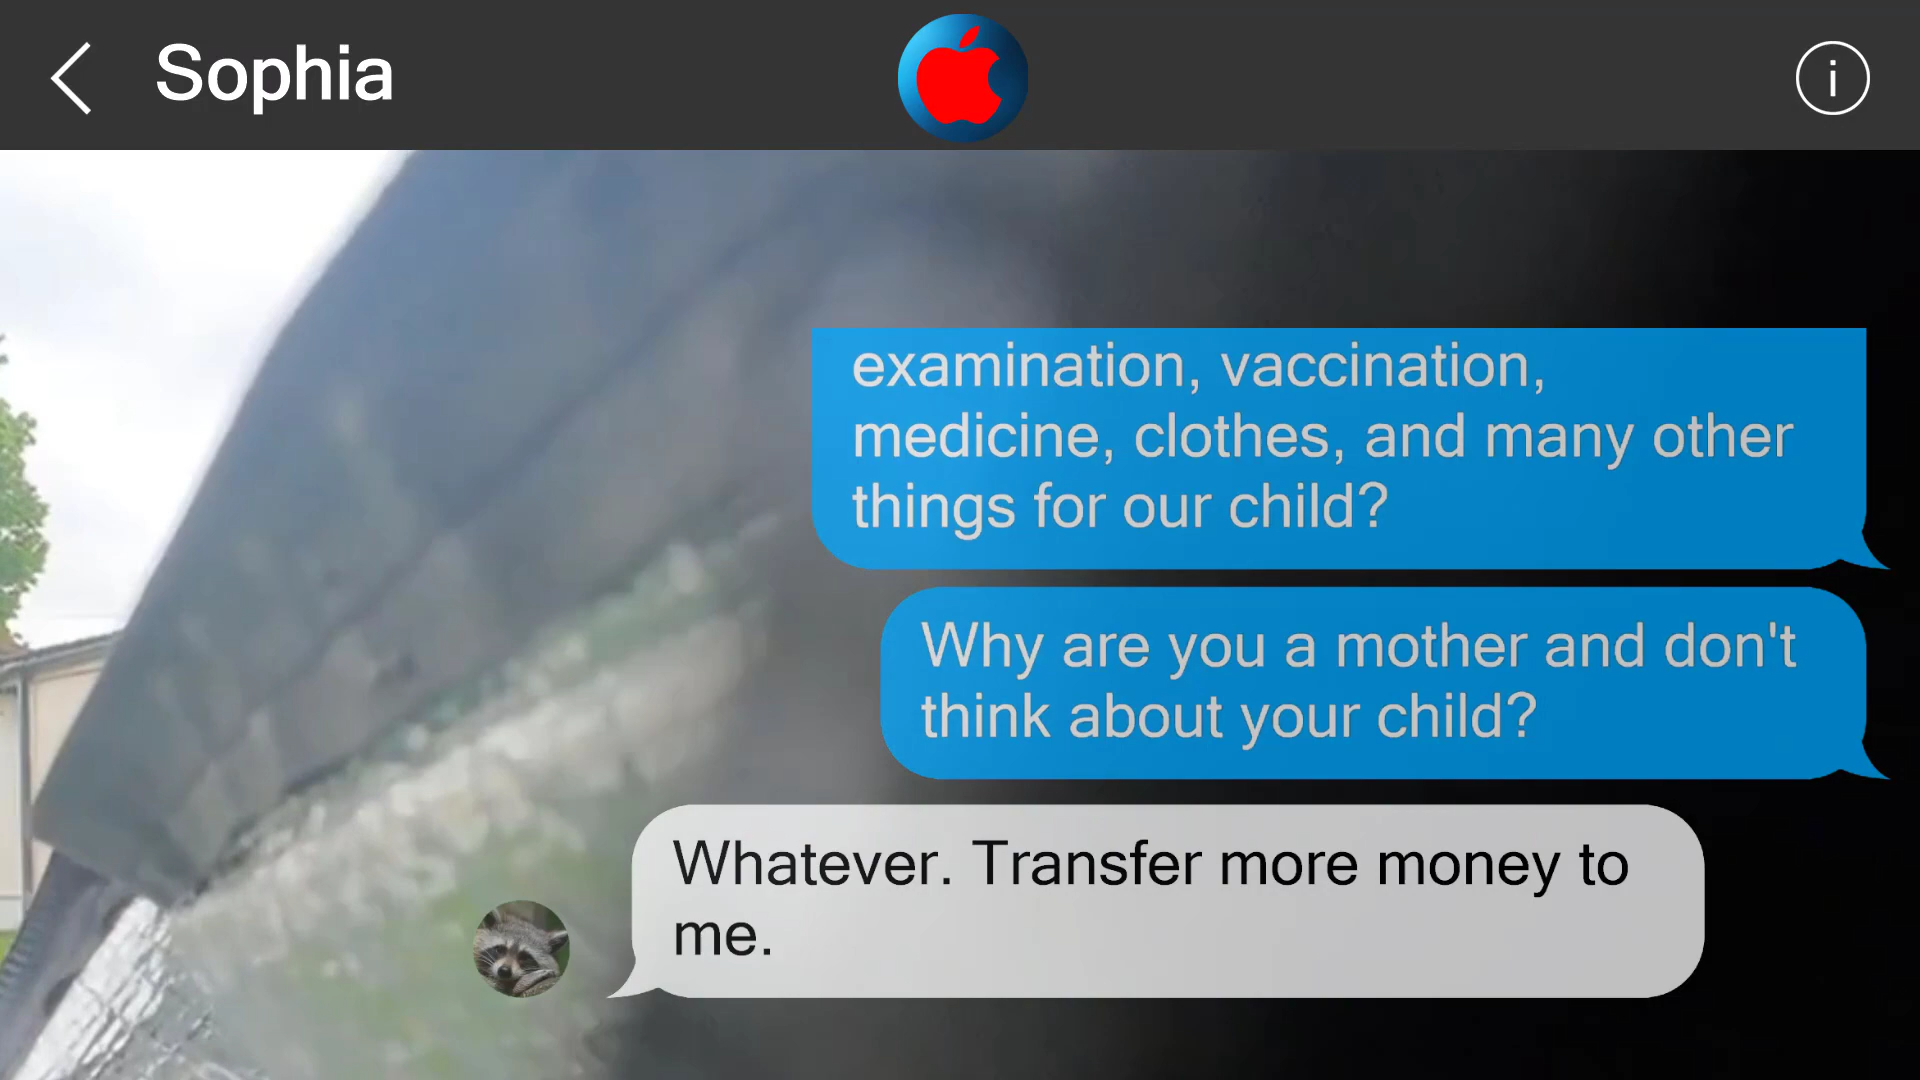 Sophia
i
examination, vaccination,
medicine, clothes, and many other
things for our child?
Why are you a mother and don't
think about your child?
Whatever. Transfer more money to
me.